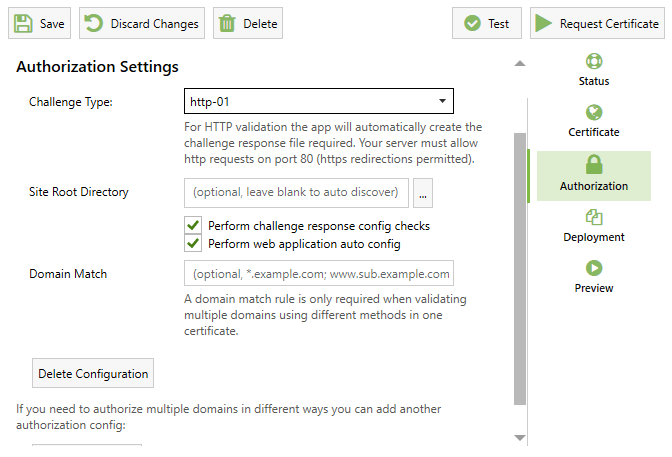 Save
Discard Changes
Delete
Test
Request Certificate
Authorization Settings
Challenge Type:
http-01
For HTTP validation the app will automatically create the
challenge response file required. Your server must allow
http requests on port 80 (https redirections permitted).
Site Root Directory
(optional, leave blank to auto discover)
...
Perform challenge response config checks
Perform web application auto config
Domain Match
(optional, *.example.com; www.sub.example.com
A domain match rule is only required when validating
multiple domains using different methods in one
certificate.
Delete Configuration
If you need to authorize multiple domains in different ways you can add another
authorization config:
Status
Certificate
Authorization
Deployment
Preview